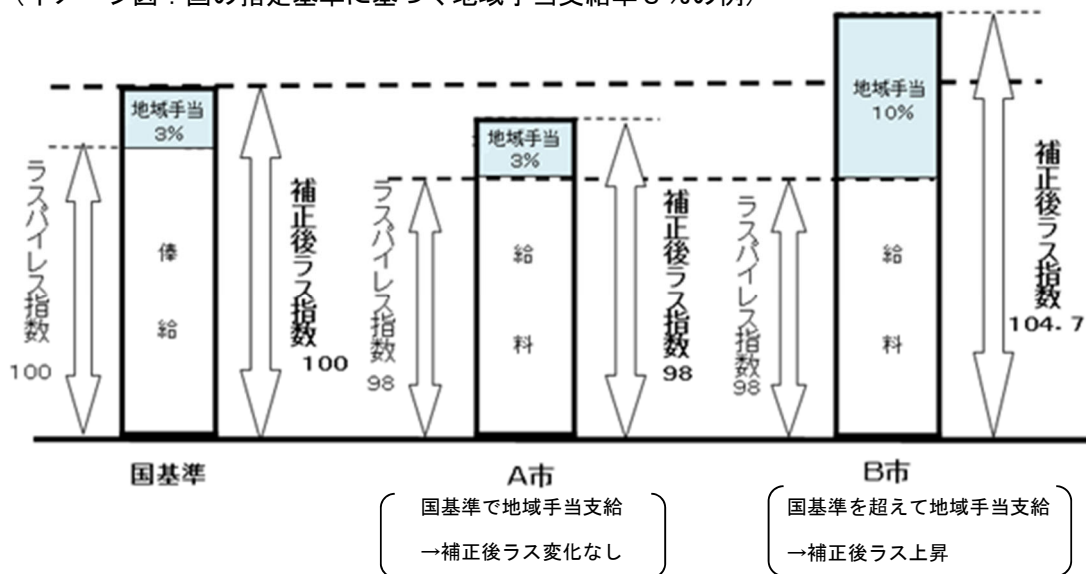 （イメージ図：国の指定基準に基づく地域手当支給率３％の例）
地域手当
3%
ラスパイレス指数
100
俸
給
補正後ラス指数
100
国基準
地域手当
3%
ラスパイレス指数
98
給
料
補正後ラス指数
98
A市
国基準で地域手当支給
→補正後ラス変化なし
地域手当
10%
ラスパイレス指数
98
給
料
補正後ラス指数
104.7
B市
国基準を超えて地域手当支給
→補正後ラス上昇